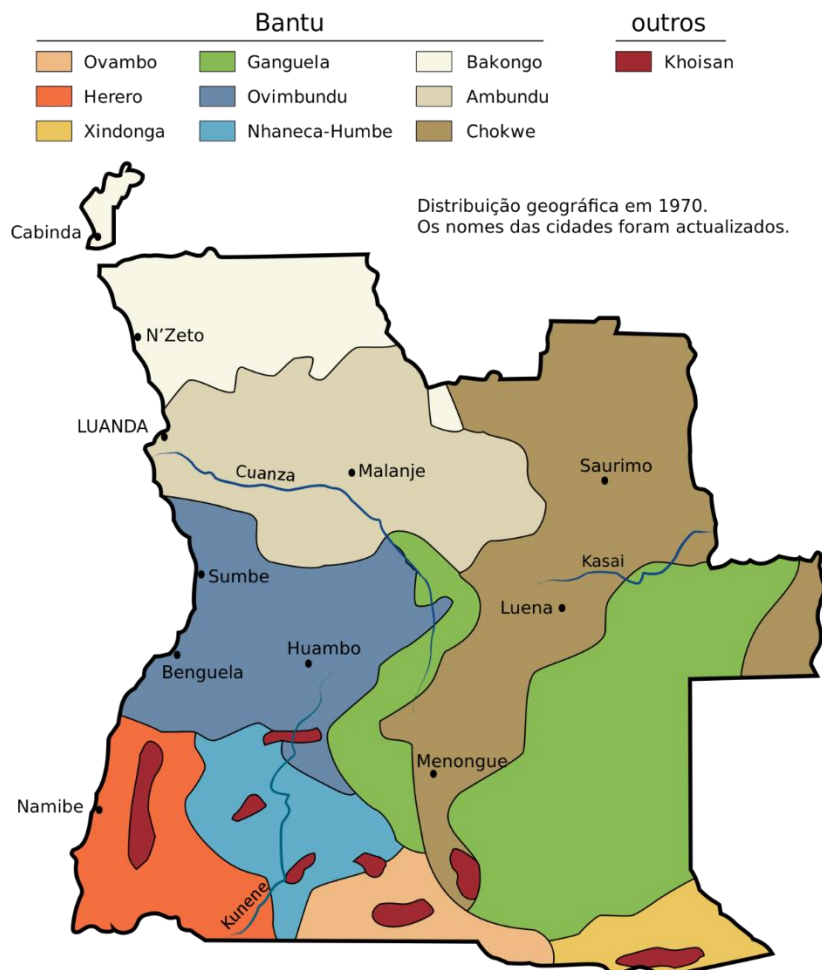 Bantu
outros
Ovambo
Ganguela
Bakongo
Khoisan
Herero
Ovimbundu
Ambundu
Xindonga
Nhaneca-Humbe
Chokwe
Distribuição geográfica em 1970.
Os nomes das cidades foram actualizados.
Cabinda
N'Zeto
LUANDA
Cuanza
Malanje
Saurimo
Kasai
Sumbe
Luena
Huambo
Benguela
Menongue
Namibe
Kunene